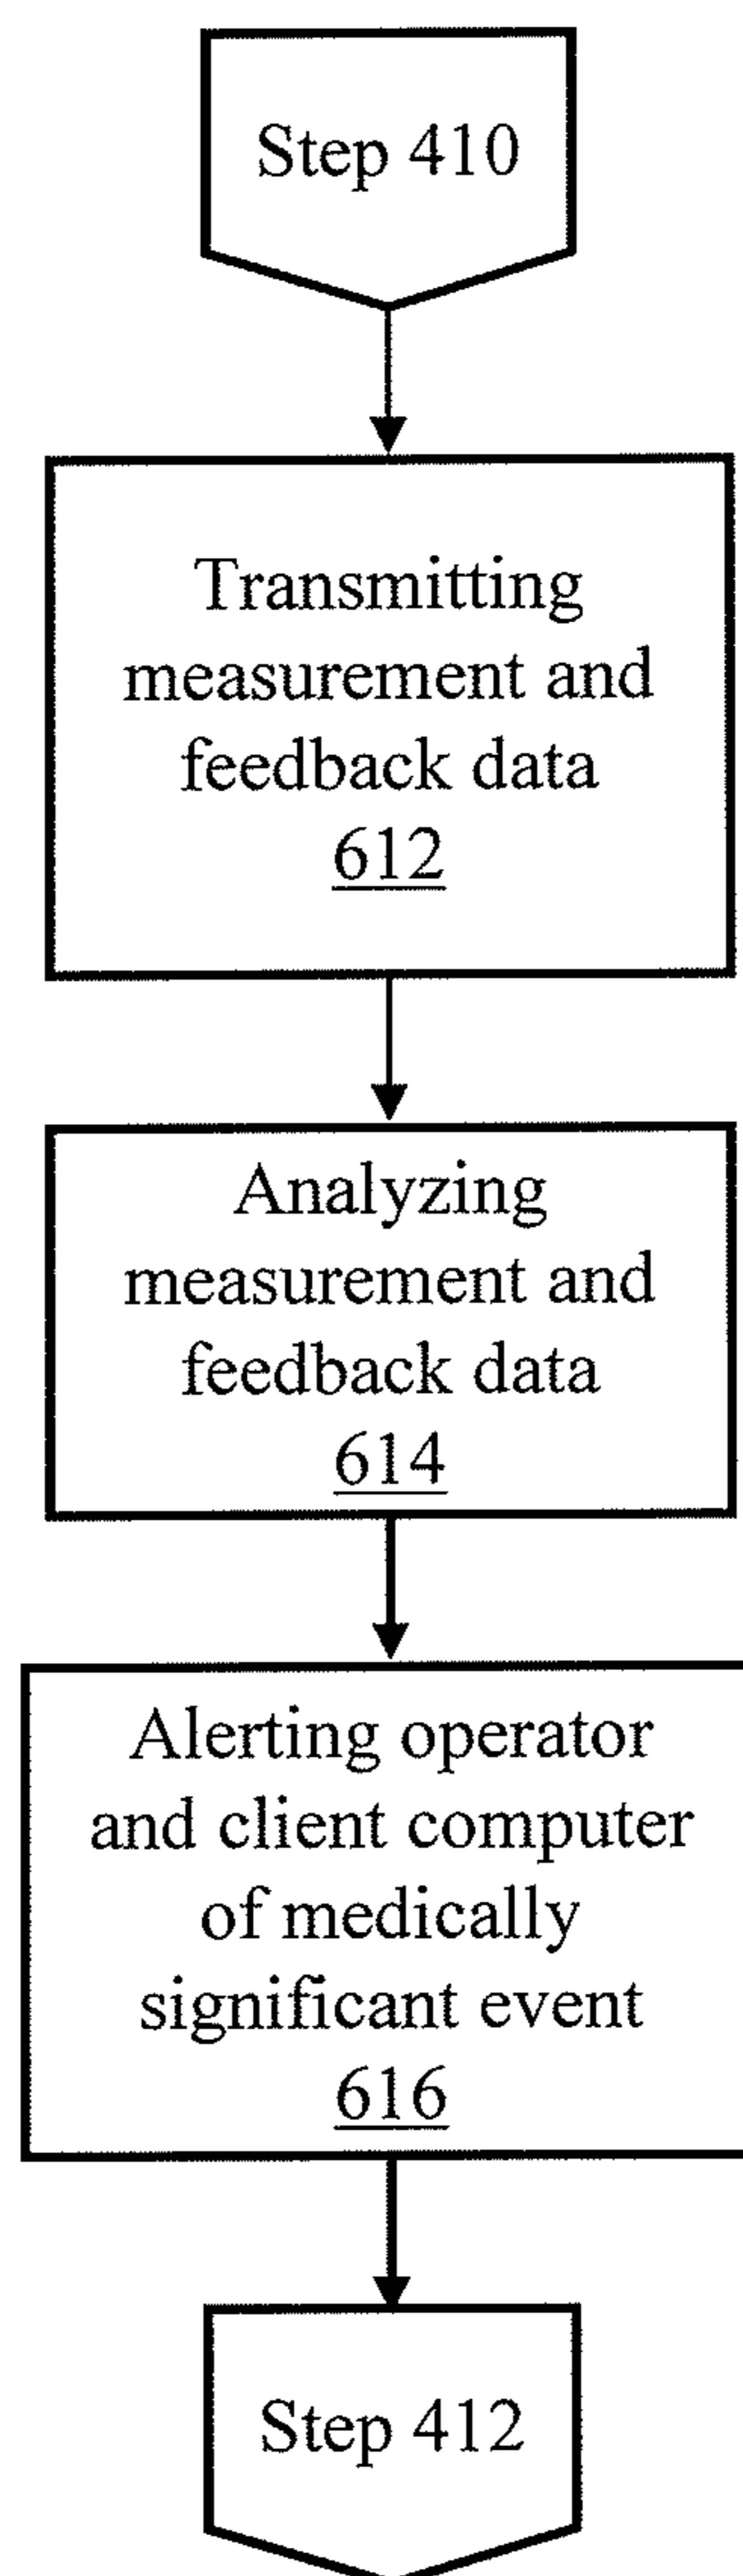 Step 410
Transmitting
measurement and
feedback data
612
Analyzing
measurement and
feedback data
614
Alerting operator
and client computer
of medically
significant event
616
Step 412